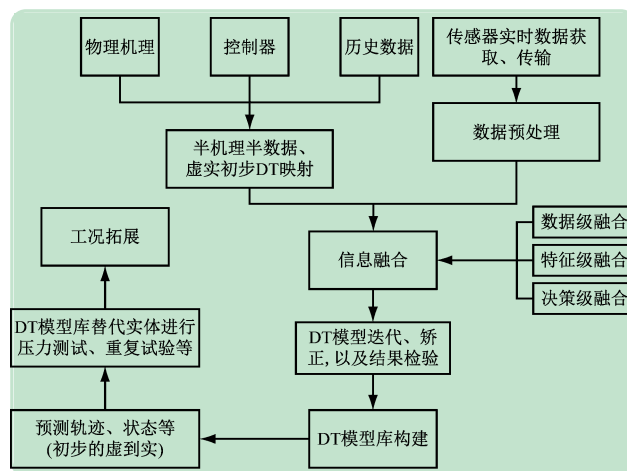 物理机理
控制器
历史数据
传感器实时数据获
取、传输
数据预处理
半机理半数据、
虚实初步DT映射
数据级融合
特征级融合
决策级融合
信息融合
工况拓展
DT模型库替代实体进行
压力测试、重复试验等
DT模型迭代、矫
正, 以及结果检验
预测轨迹、状态等
(初步的虚到实)
DT模型库构建